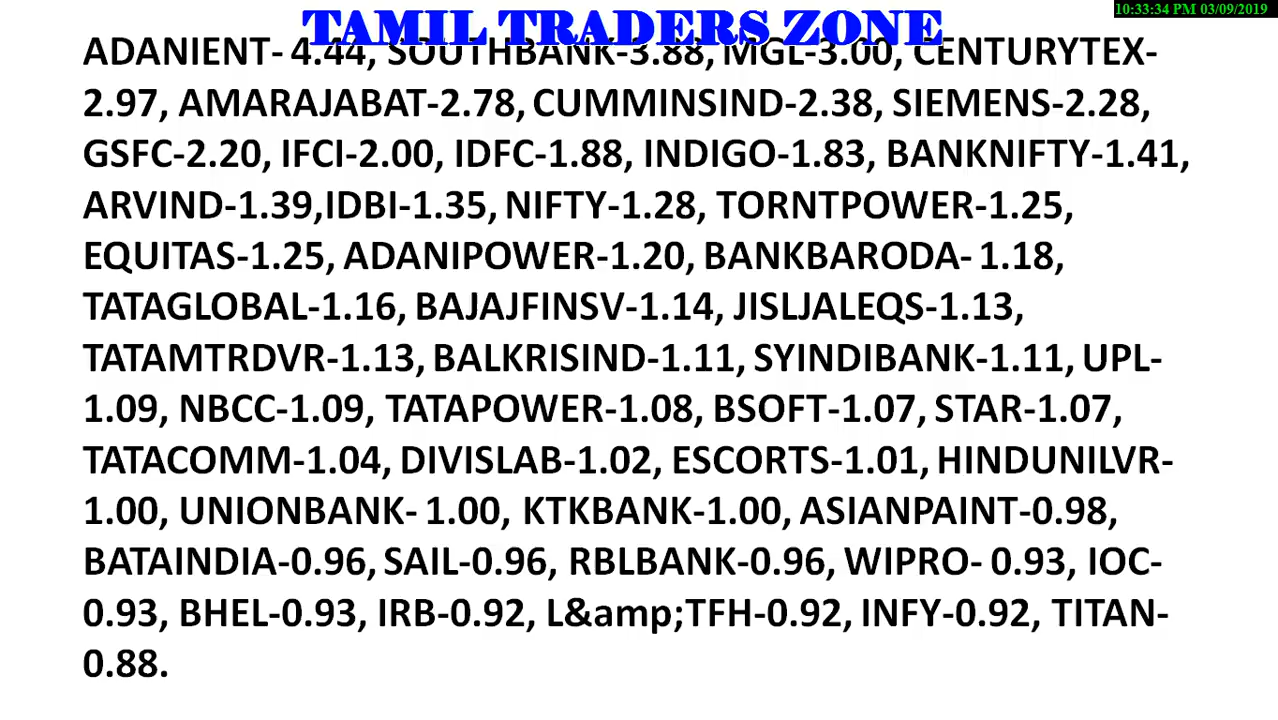 10:33:34 PM 03/09/2019
TAMIL TRADERS ZONE
ADANIENT- 4.44, SOUTHBANK-3.88, MGL-3.00, CENTURYTEX-
2.97, AMARAJABAT-2.78, CUMMINSIND-2.38, SIEMENS-2.28,
GSFC-2.20, IFCI-2.00, IDFC-1.88, INDIGO-1.83, BANKNIFTY-1.41,
ARVIND-1.39,IDBI-1.35, NIFTY-1.28, TORNTPOWER-1.25,
EQUITAS-1.25, ADANIPOWER-1.20, BANKBARODA- 1.18,
TATAGLOBAL-1.16, BAJAJFINSV-1.14, JISLJALEQS-1.13,
TATAMTRDVR-1.13, BALKRISIND-1.11, SYINDIBANK-1.11, UPL-
1.09, NBCC-1.09, TATAPOWER-1.08, BSOFT-1.07, STAR-1.07,
TATACOMM-1.04, DIVISLAB-1.02, ESCORTS-1.01, HINDUNILVR-
1.00, UNIONBANK- 1.00, KTKBANK-1.00, ASIANPAINT-0.98,
BATAINDIA-0.96, SAIL-0.96, RBLBANK-0.96, WIPRO- 0.93, IOC-
0.93, BHEL-0.93, IRB-0.92, L&amp;TFH-0.92, INFY-0.92, TITAN-
0.88.